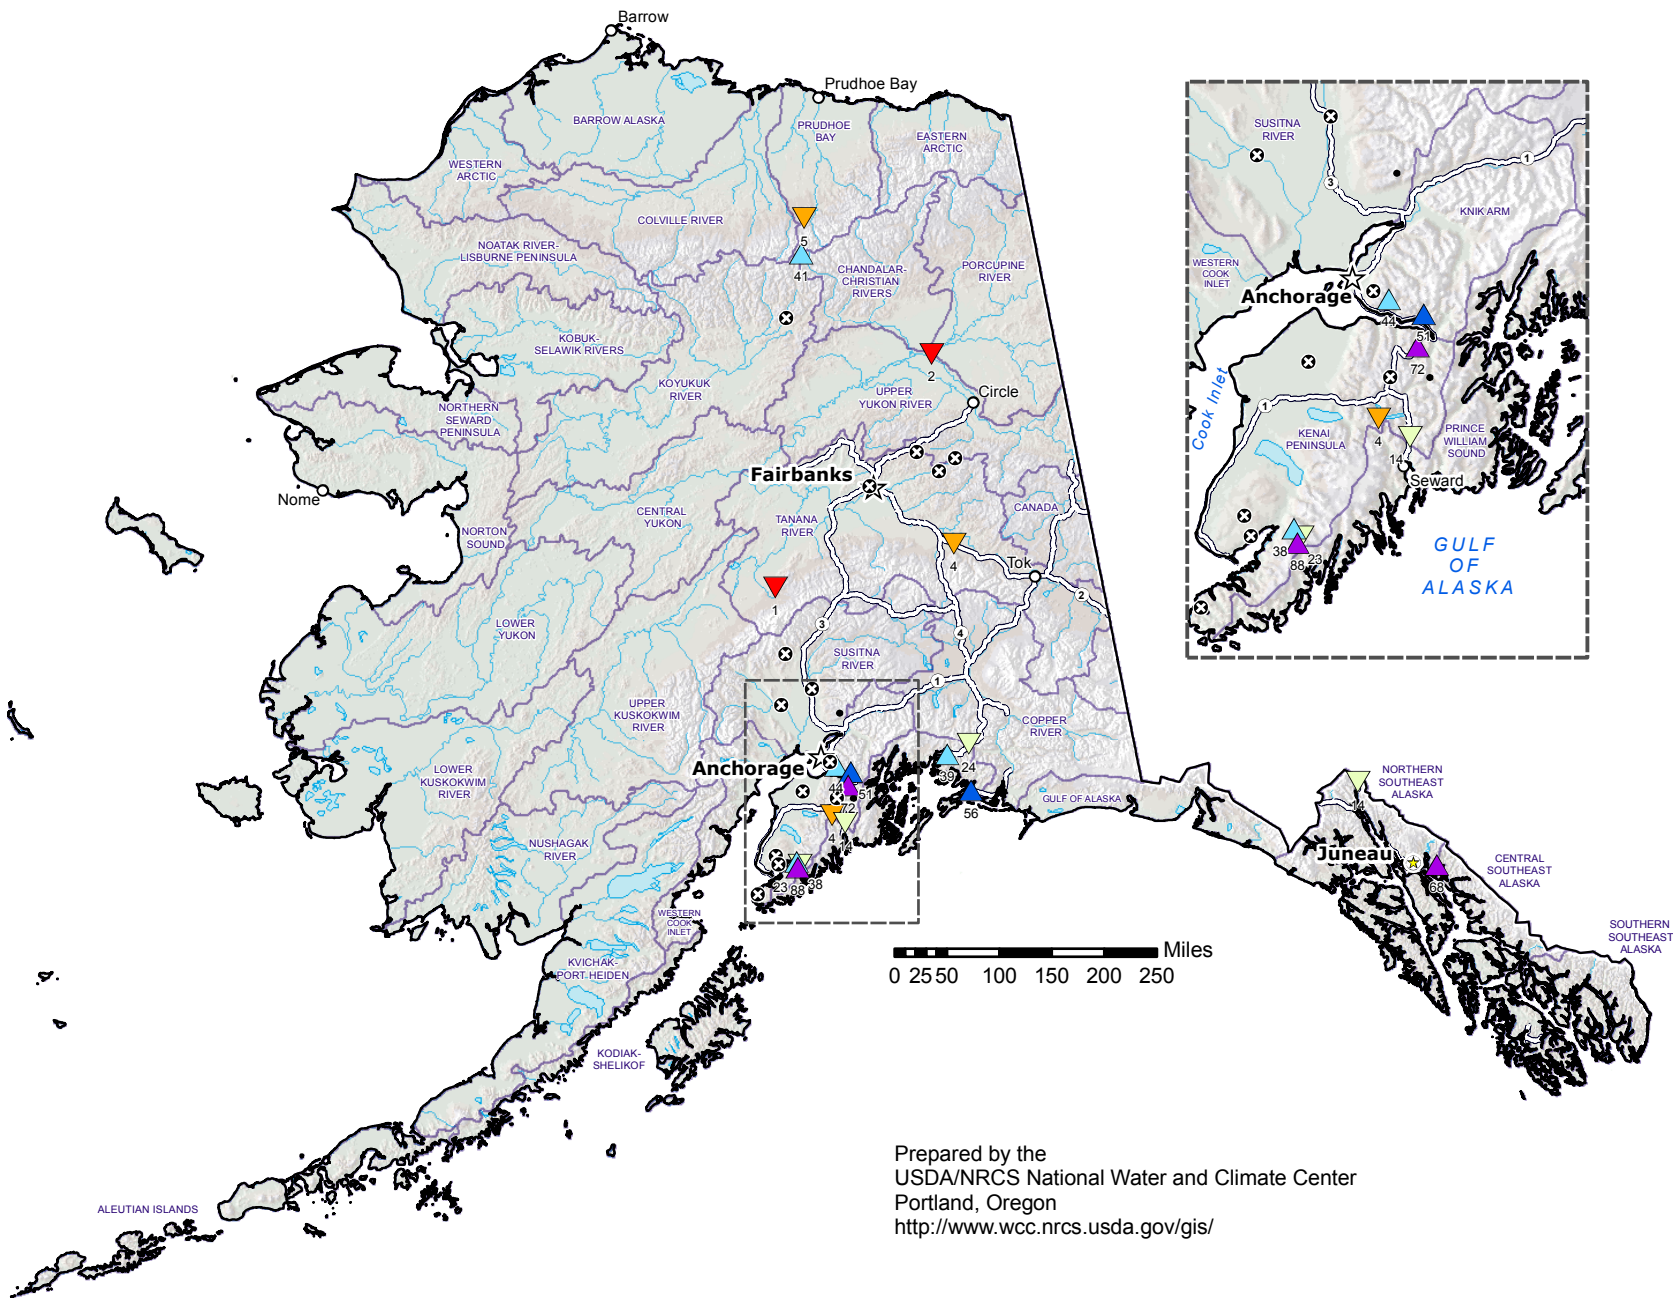 Barrow
Prudhoe Bay
BARROW ALASKA
PRUDHOE
BAY
EASTERN
ARCTIC
WESTERN
ARCTIC
COLVILLE RIVER
5
NOATAK RIVER-
LISBURNE PENINSULA
41
CHANDALAR-
CHRISTIAN
RIVERS
PORCUPINE
RIVER
KOBUK-
SELAWIK RIVERS
2
KOYUKUK
RIVER
UPPER
YUKON RIVER
Circle
NORTHERN
SEWARD
PENINSULA
Fairbanks
Nome
CENTRAL
YUKON
TANANA
RIVER
CANADA
NORTON
SOUND
4
Tok
2
1
LOWER
YUKON
3
4
SUSITNA
RIVER
1
UPPER
KUSKOKWIM
RIVER
COPPER
RIVER
Anchorage
24
39
LOWER
KUSKOKWIM
RIVER
44
51
72
56
GULF OF ALASKA
4
14
NUSHAGAK
RIVER
23
88
38
WESTERN
COOK
INLET
KVICHAK-
PORT HEIDEN
KODIAK-
SHELIKOF
ALEUTIAN ISLANDS
SUSITNA
RIVER
1
3
KNIK ARM
WESTERN
COOK
INLET
Anchorage
44
51
72
Cook Inlet
1
KENAI
PENINSULA
4
PRINCE
WILLIAM
SOUND
14
Seward
38
88
23
GULF
OF
ALASKA
NORTHERN
SOUTHEAST
ALASKA
14
Juneau
68
CENTRAL
SOUTHEAST
ALASKA
SOUTHERN
SOUTHEAST
ALASKA
Miles
0 25 50 100 150 200 250
Prepared by the
USDA/NRCS National Water and Climate Center
Portland, Oregon
http://www.wcc.nrcs.usda.gov/gis/